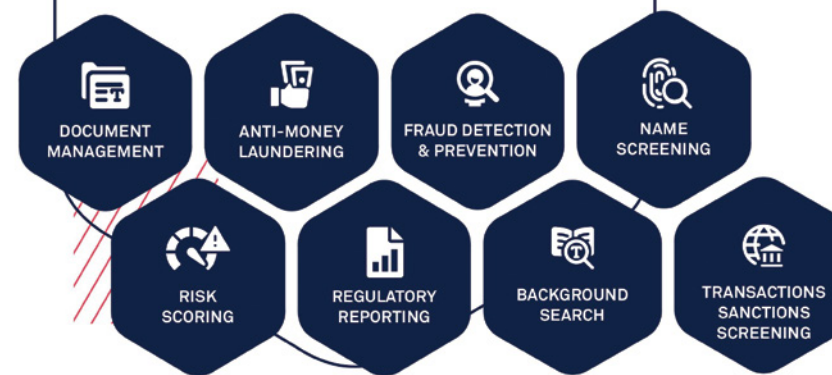 DOCUMENT
MANAGEMENT
ANTI-MONEY
LAUNDERING
FRAUD DETECTION
& PREVENTION
NAME
SCREENING
RISK
SCORING
REGULATORY
REPORTING
BACKGROUND
SEARCH
TRANSACTIONS
SANCTIONS
SCREENING